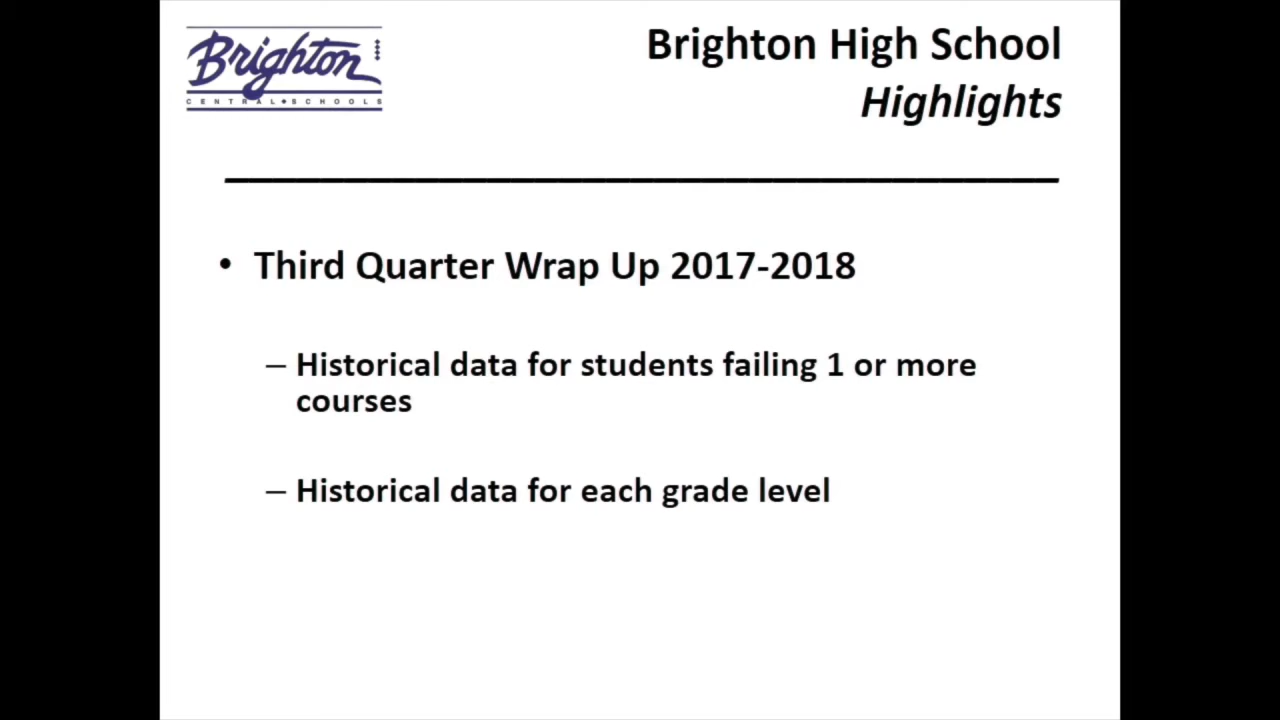 Brighton
CENTRAL◆SCHOOLS
Brighton High School
Highlights
• Third Quarter Wrap Up 2017-2018
– Historical data for students failing 1 or more
courses
– Historical data for each grade level